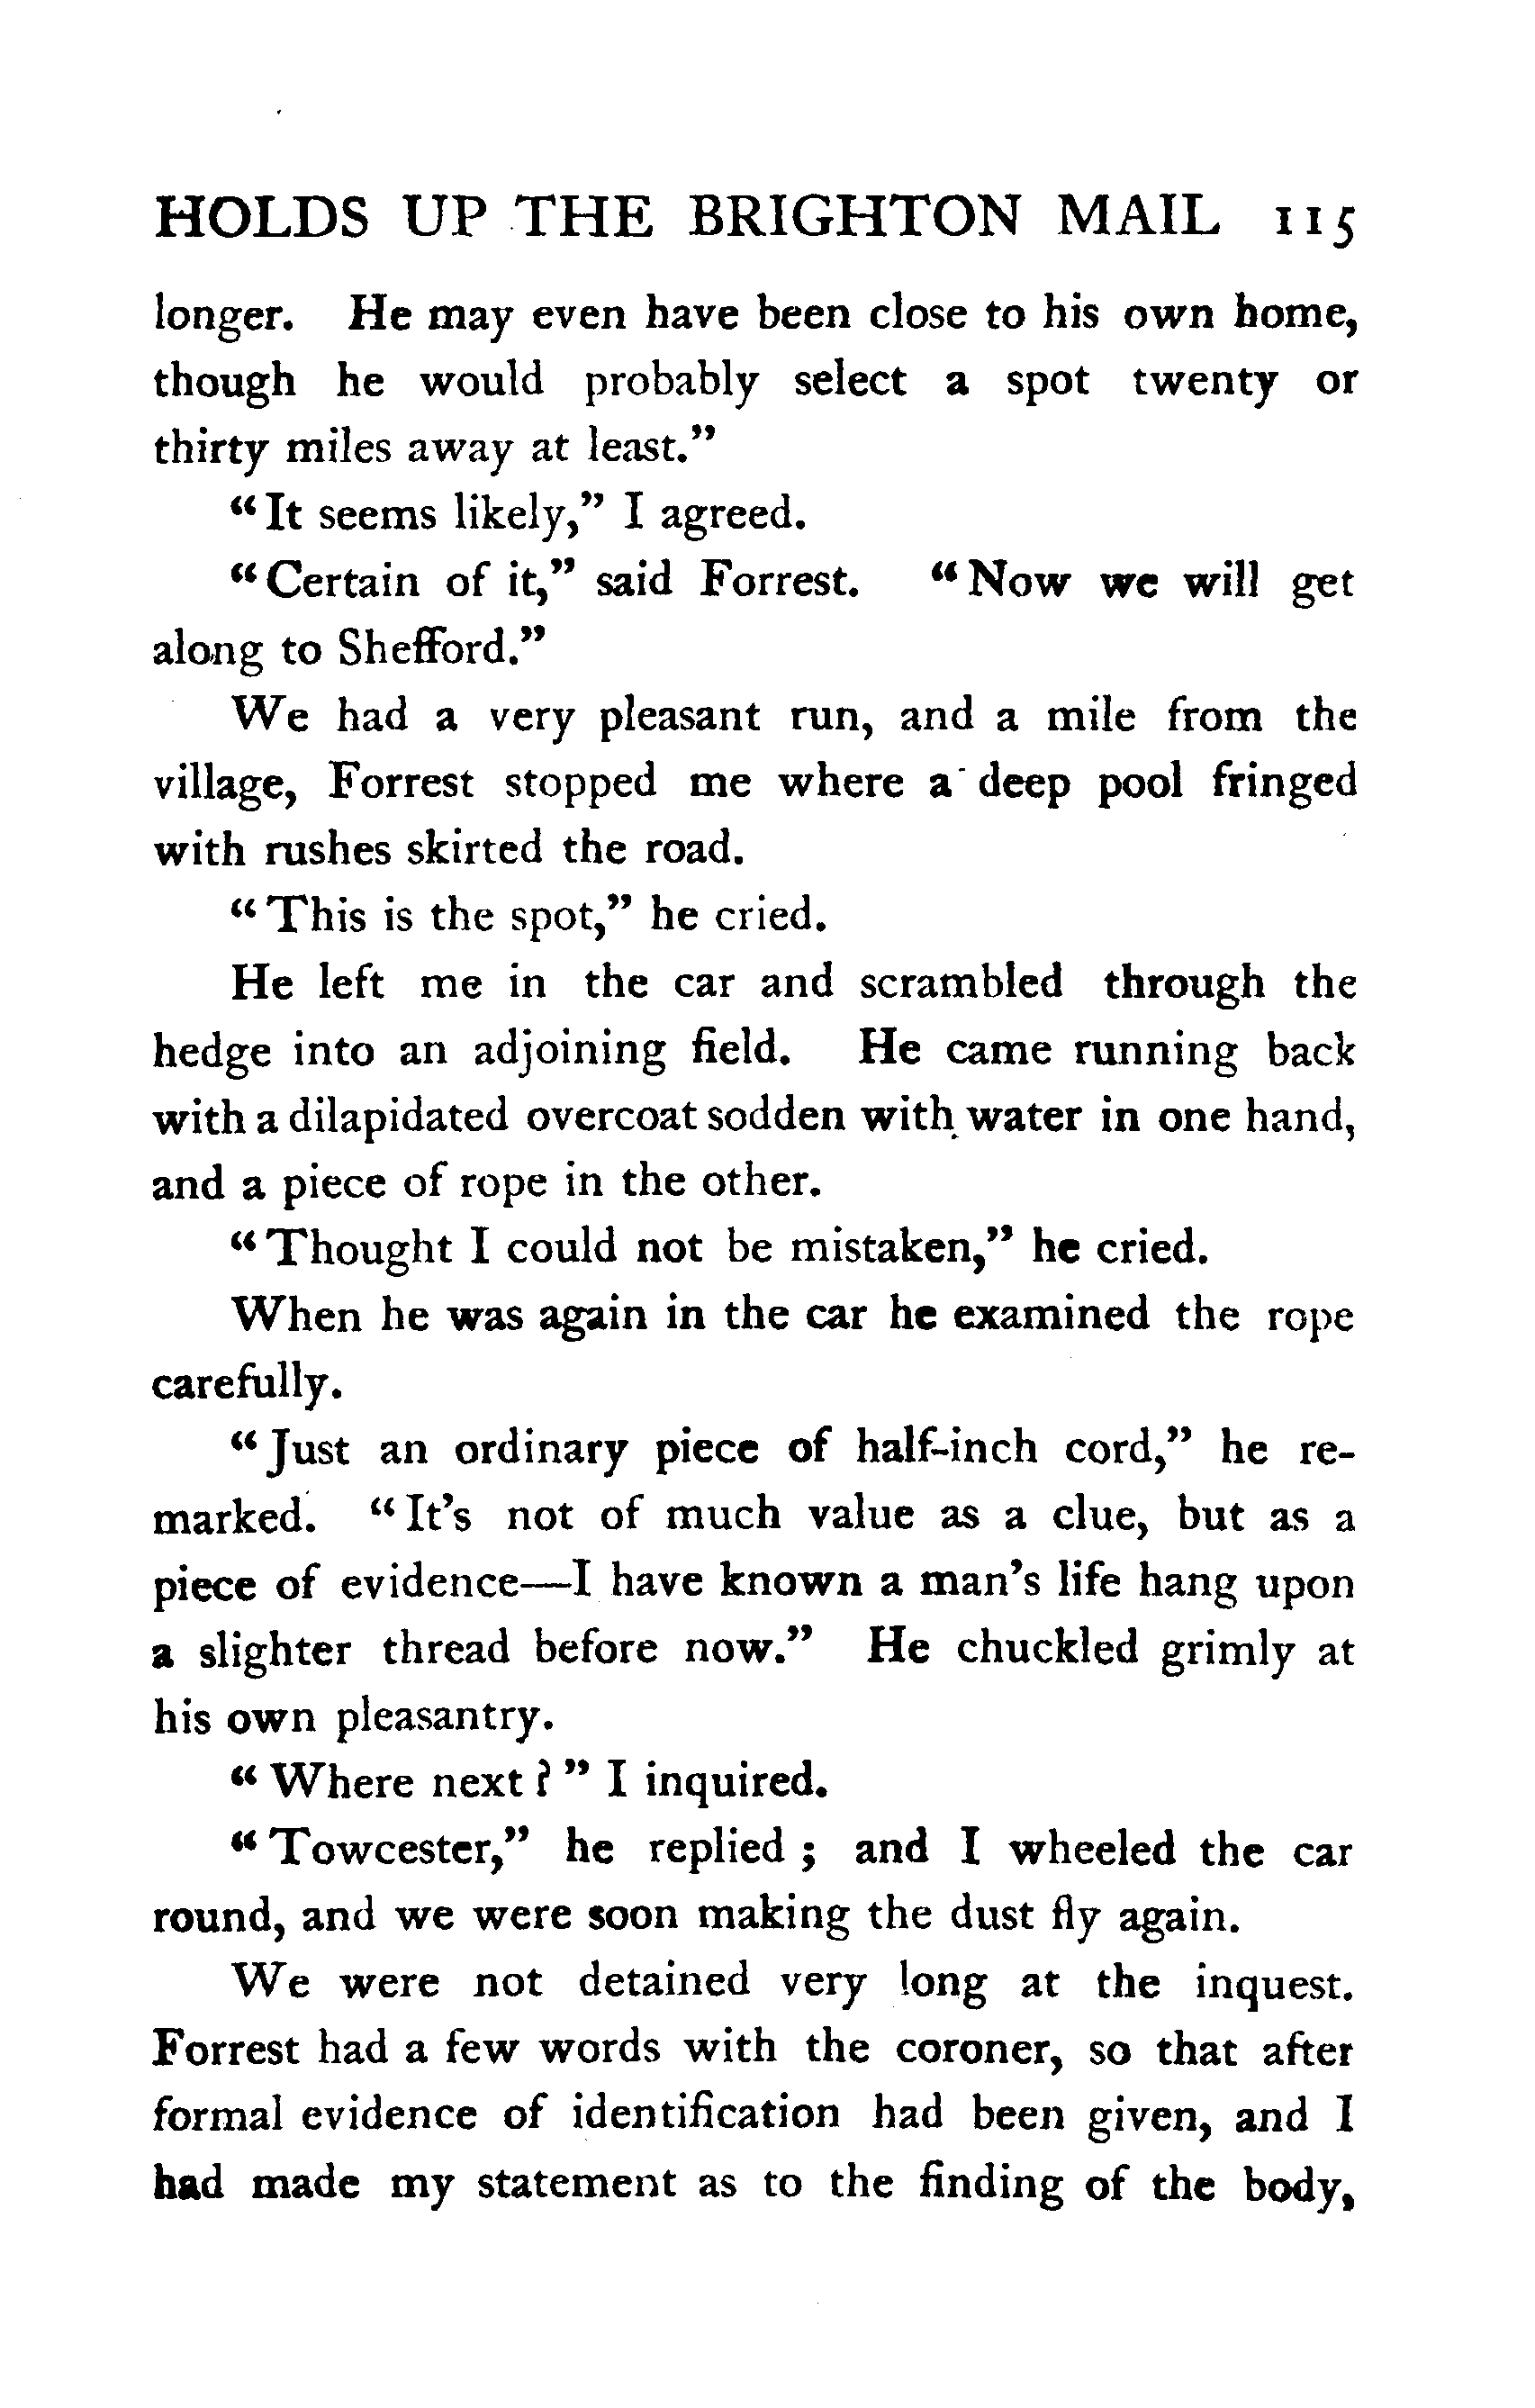 HOLDS UP THE BRIGHTON MAIL 115
longer. He may even have been close to his own home,
though he would probably select a spot twenty or
thirty miles away at least."
"It seems likely," I agreed.
"Certain of it," said Forrest. "Now we will get
along to Shefford."
We had a very pleasant run, and a mile from the
village, Forrest stopped me where a deep pool fringed
with rushes skirted the road.
"This is the spot," he cried.
He left me in the car and scrambled through the
hedge into an adjoining field. He came running back
with a dilapidated overcoat sodden with water in one hand,
and a piece of rope in the other.
"Thought I could not be mistaken," he cried.
When he was again in the car he examined the rope
carefully.
"Just an ordinary piece of half-inch cord," he re-
marked. "It's not of much value as a clue, but as a
piece of evidence—I have known a man's life hang upon
a slighter thread before now." He chuckled grimly at
his own pleasantry.
"Where next ?" I inquired.
"Towcester," he replied ; and I wheeled the car
round, and we were soon making the dust fly again.
We were not detained very long at the inquest.
Forrest had a few words with the coroner, so that after
formal evidence of identification had been given, and I
had made my statement as to the finding of the body,